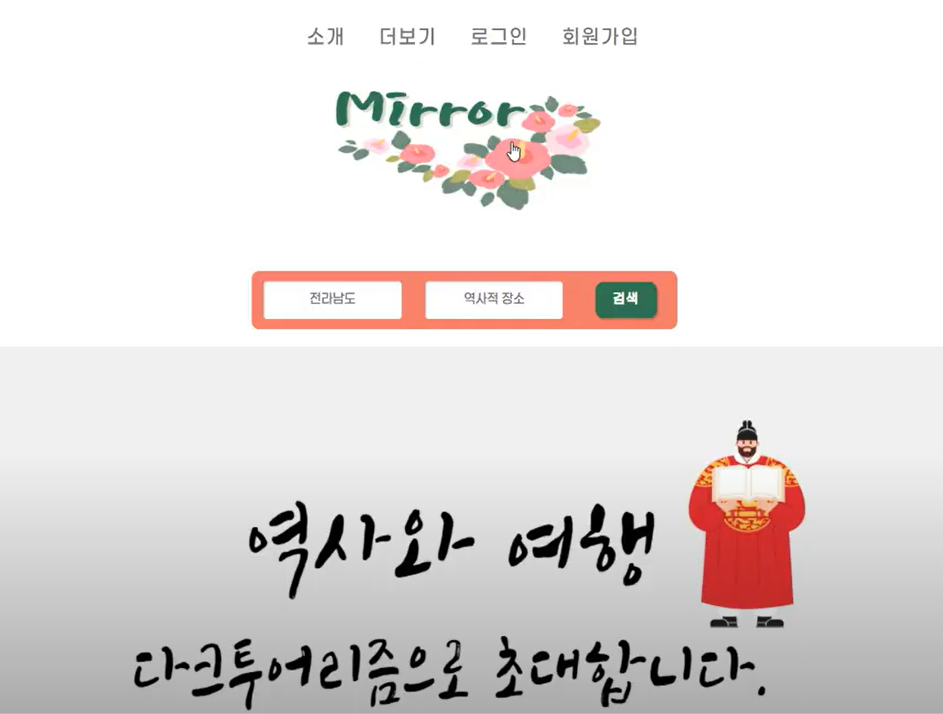 소개 더보기 로그인 회원가입
Mirror
전라남도 역사적 장소 검색
역사와 여행
다크투어리즘으로 초대합니다.